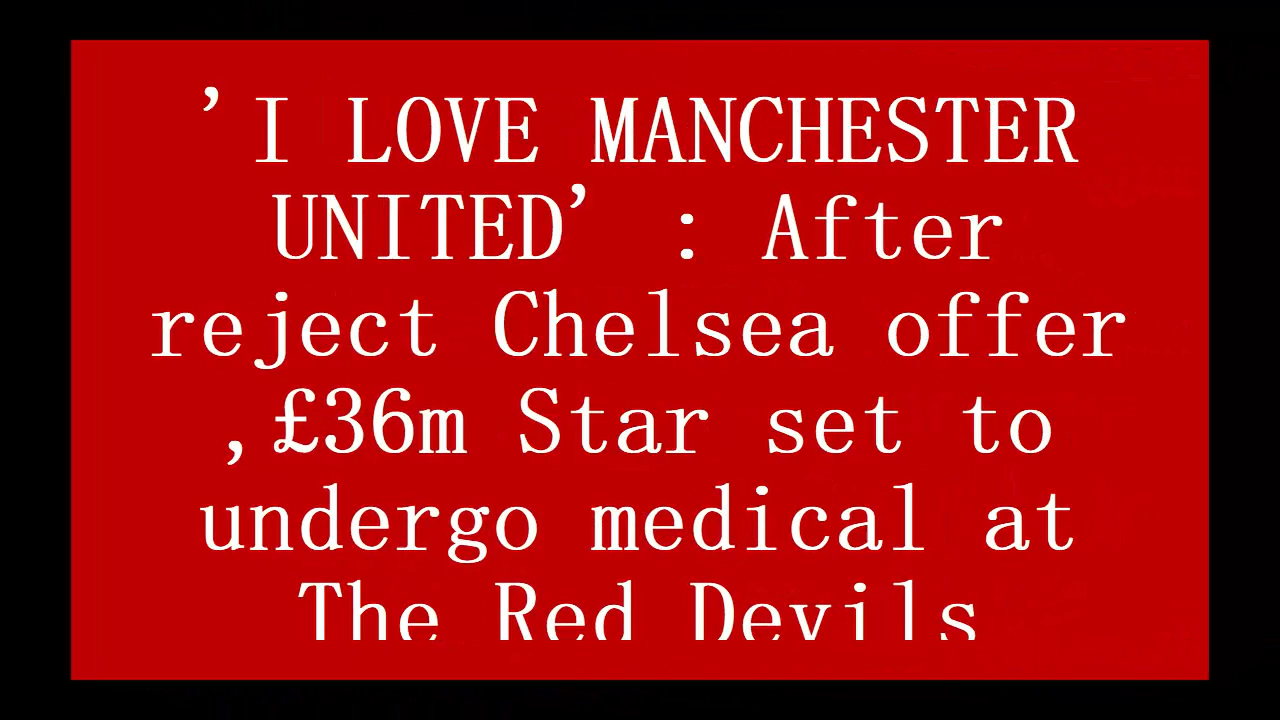 ’I LOVE MANCHESTER
UNITED’ : After
reject Chelsea offer
,£36m Star set to
undergo medical at
The Red Devils